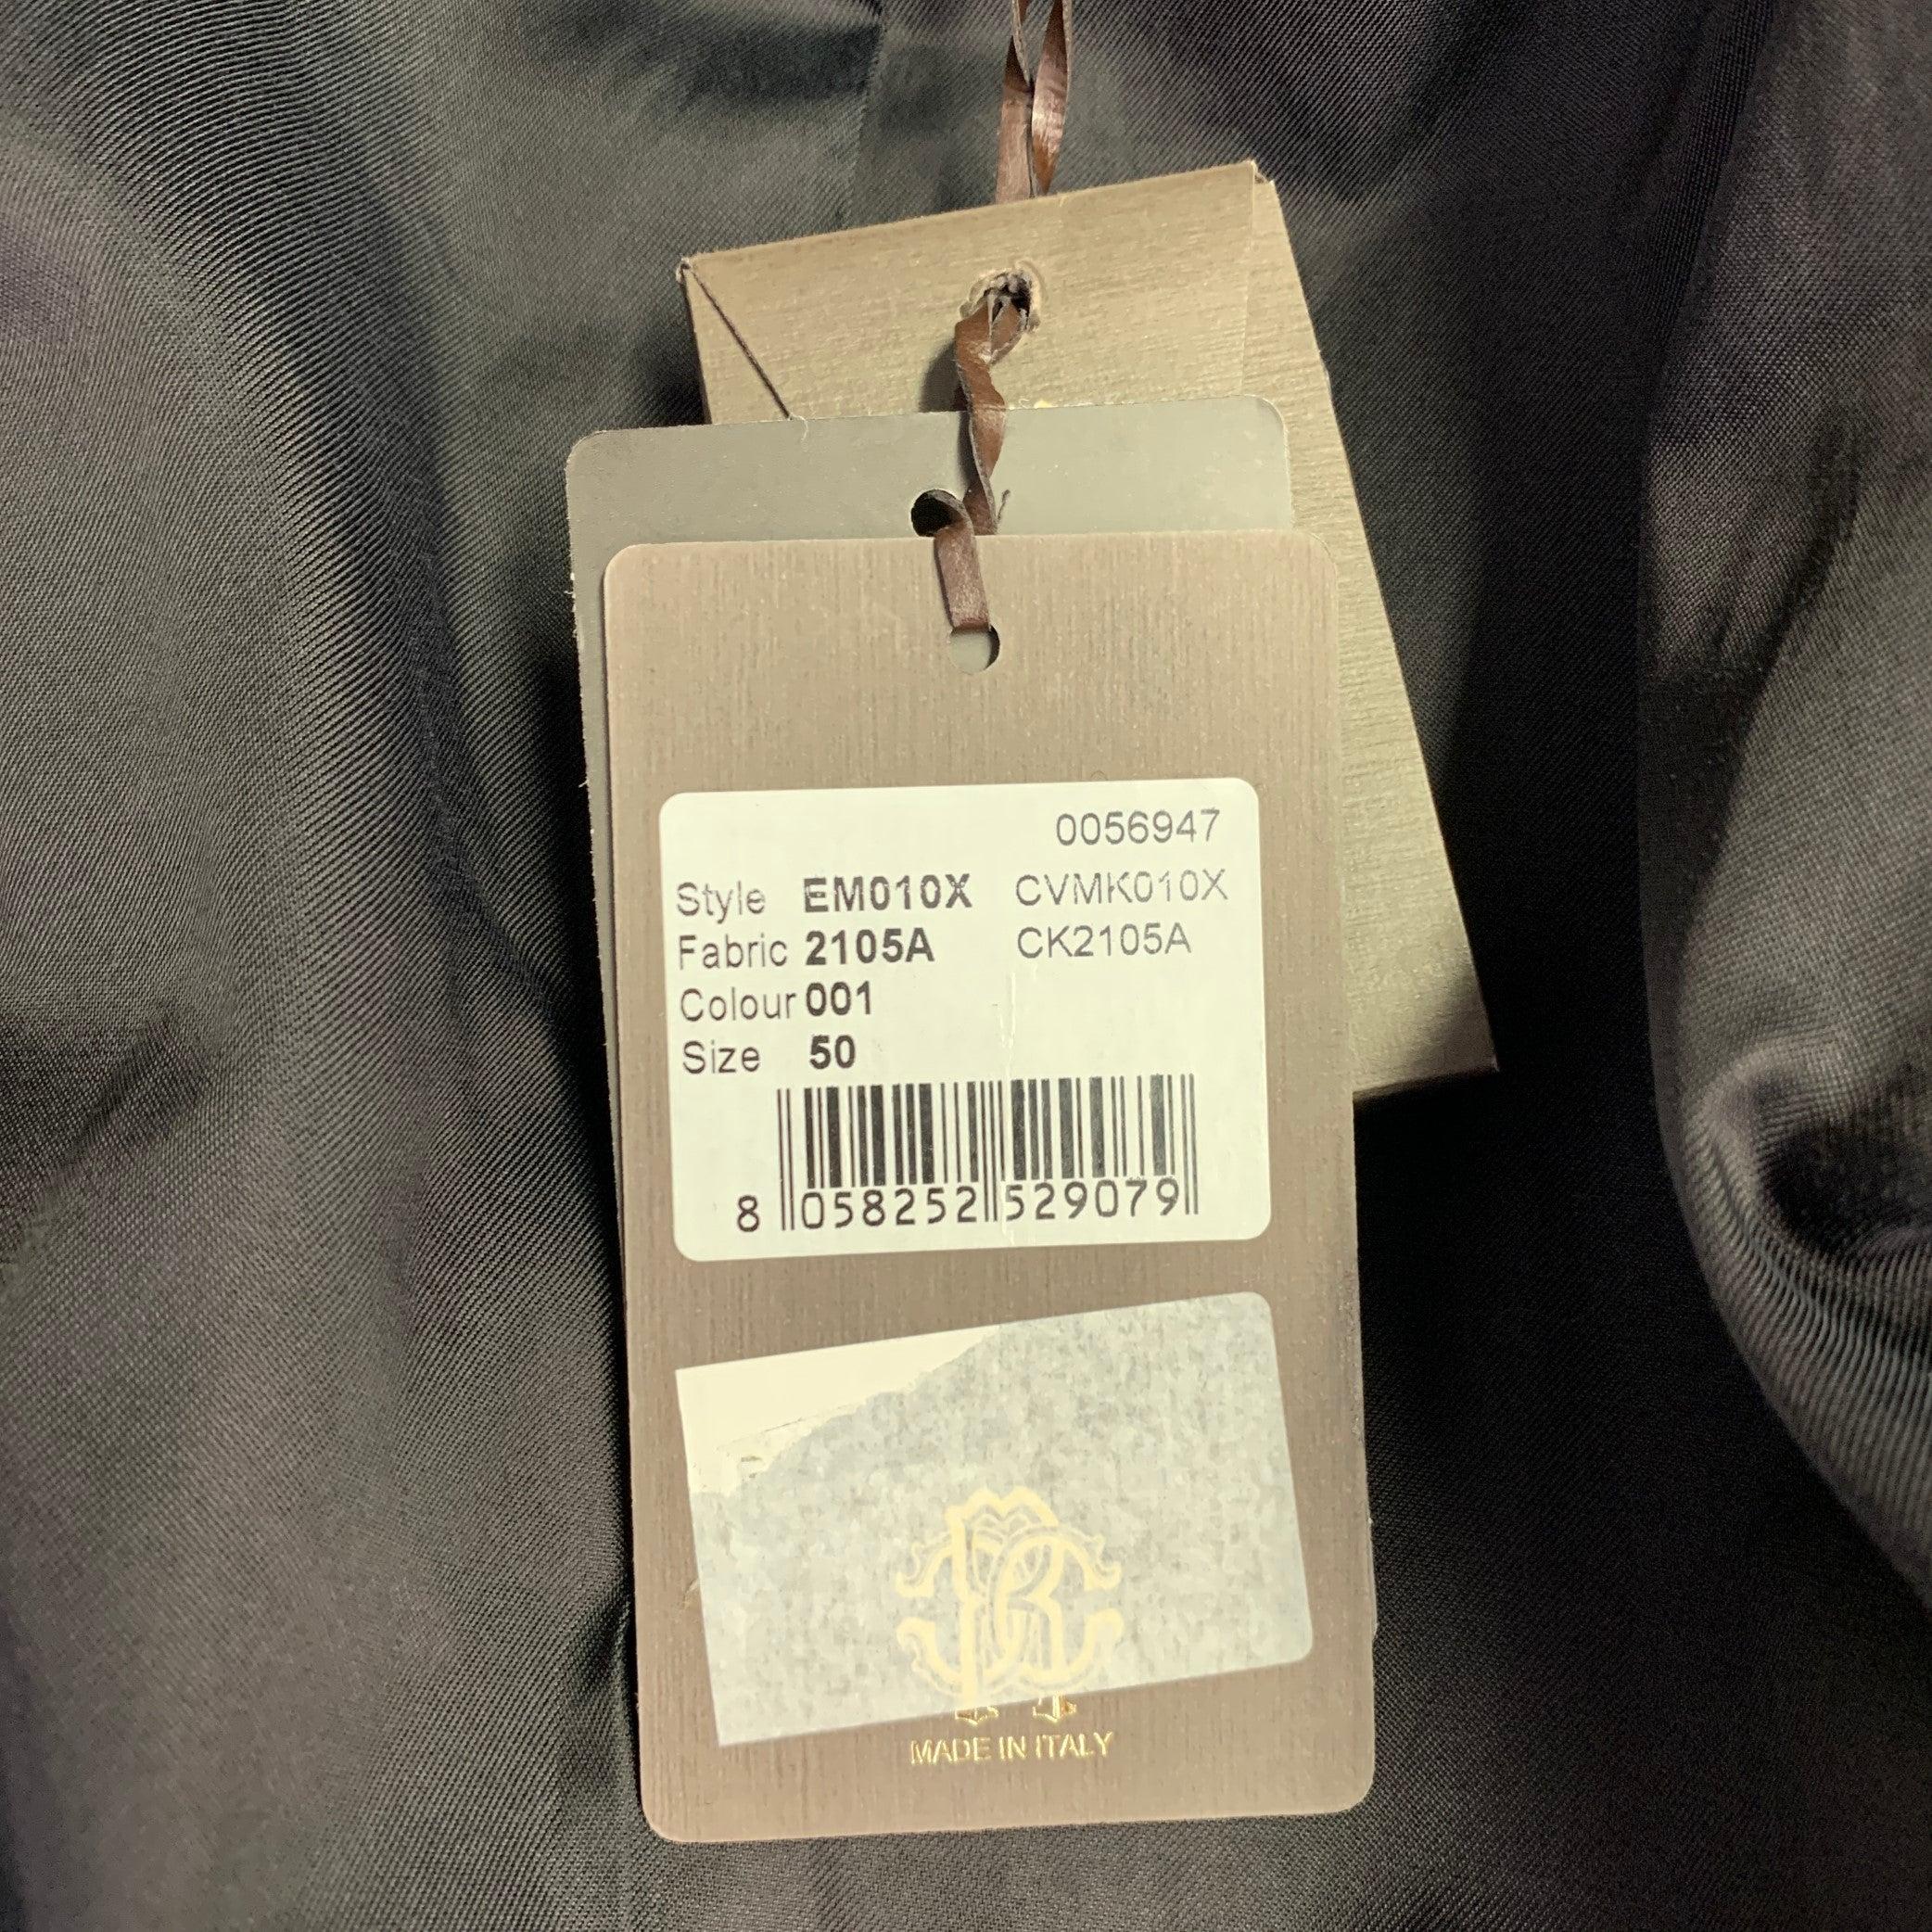 0056947
Style EM010X CVMK010X
Fabric 2105A CK2105A
Colour 001
Size 50
8 058252 529079
MADE IN ITALY